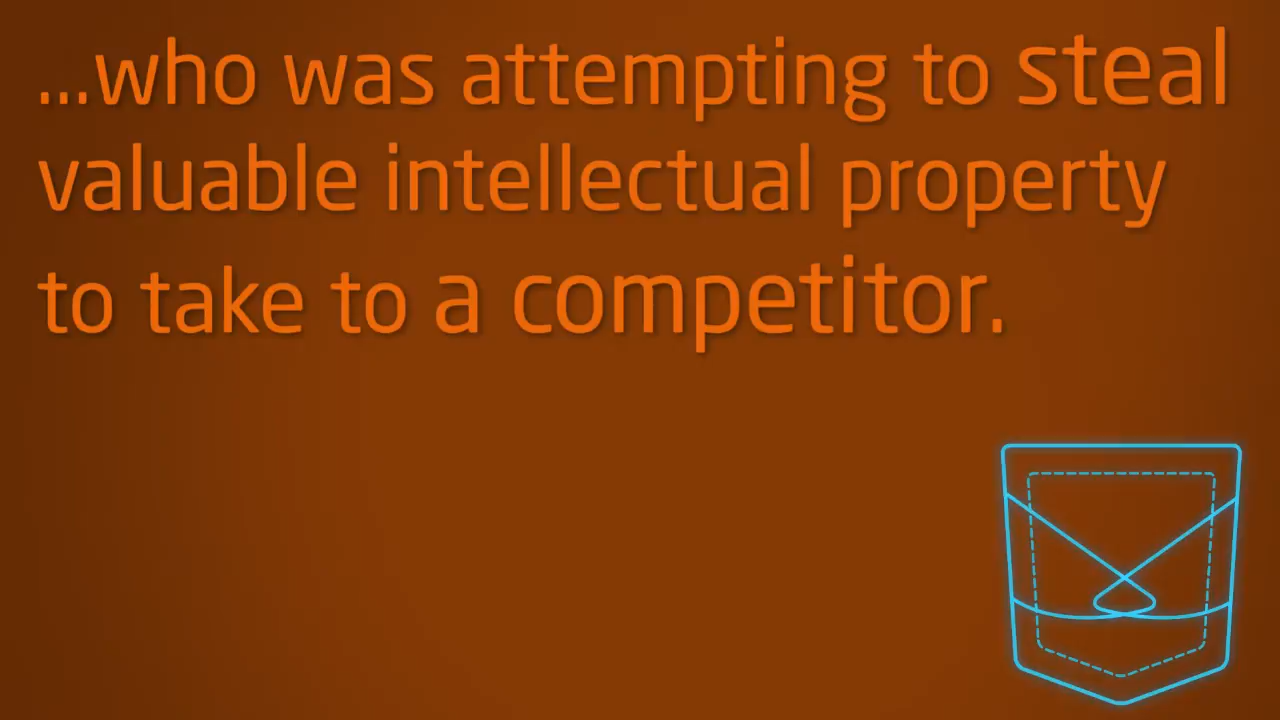 ...who was attempting to steal
valuable intellectual property
to take to a competitor.